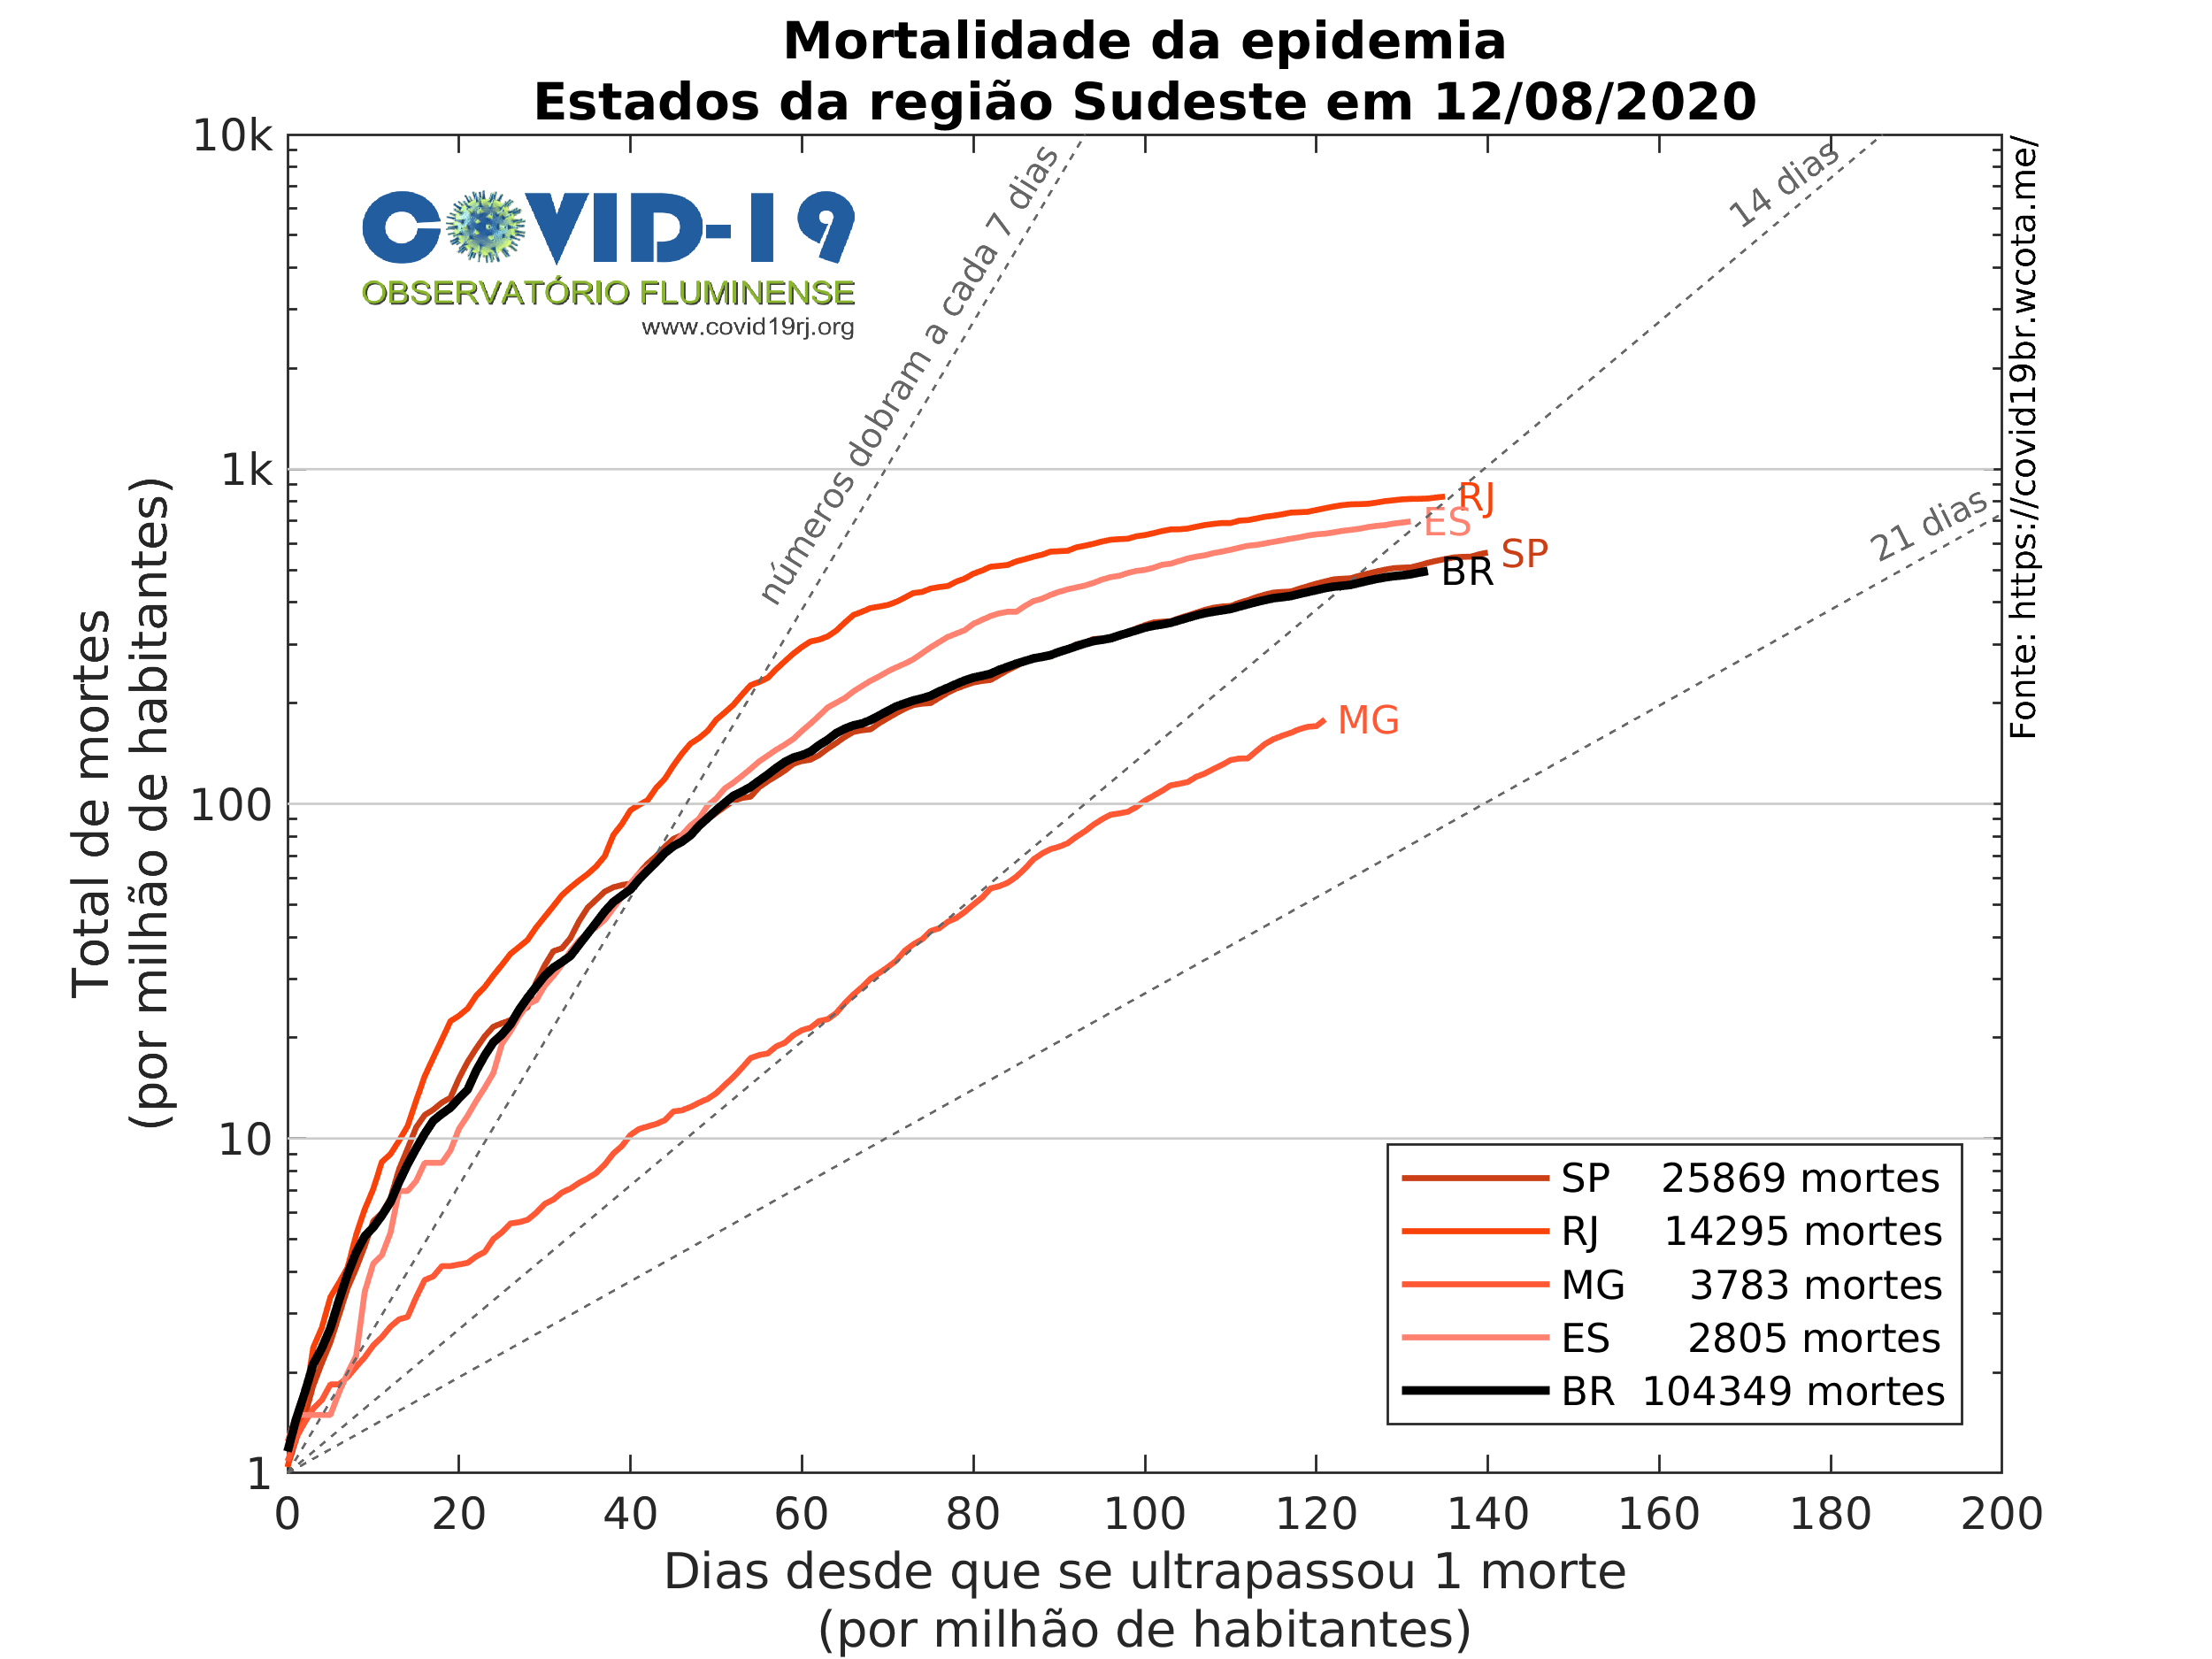 Mortalidade da epidemia
Estados da região Sudeste em 12/08/2020
COVID-19
OBSERVATÓRIO FLUMINENSE
www.covid19rj.org
números dobram a cada 7 dias
14 dias
21 dias
Fonte: https://covid19br.wcota.me/
Total de mortes
(por milhão de habitantes)
10k
1k
100
10
1
RJ
ES
SP
BR
MG
SP 25869 mortes
RJ 14295 mortes
MG 3783 mortes
ES 2805 mortes
BR 104349 mortes
0 20 40 60 80 100 120 140 160 180 200
Dias desde que se ultrapassou 1 morte
(por milhão de habitantes)